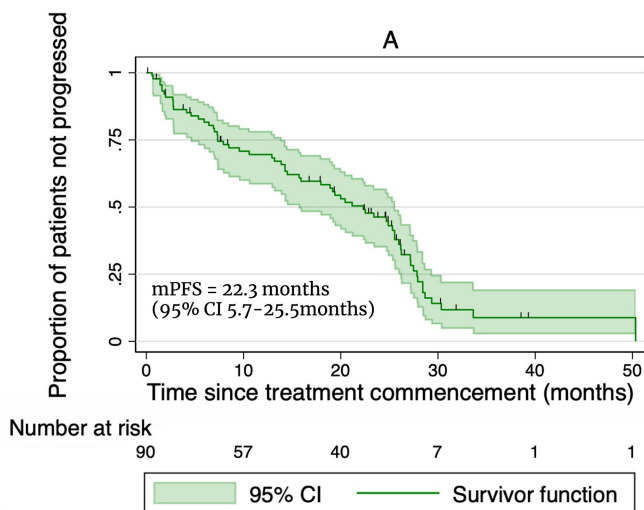 A
Proportion of patients not progressed
1
.75
.5
.25
0
mPFS = 22.3 months
(95% CI 5.7-25.5months)
0 10 20 30 40 50
Time since treatment commencement (months)
Number at risk
90 57 40 7 1 1
95% CI Survivor function